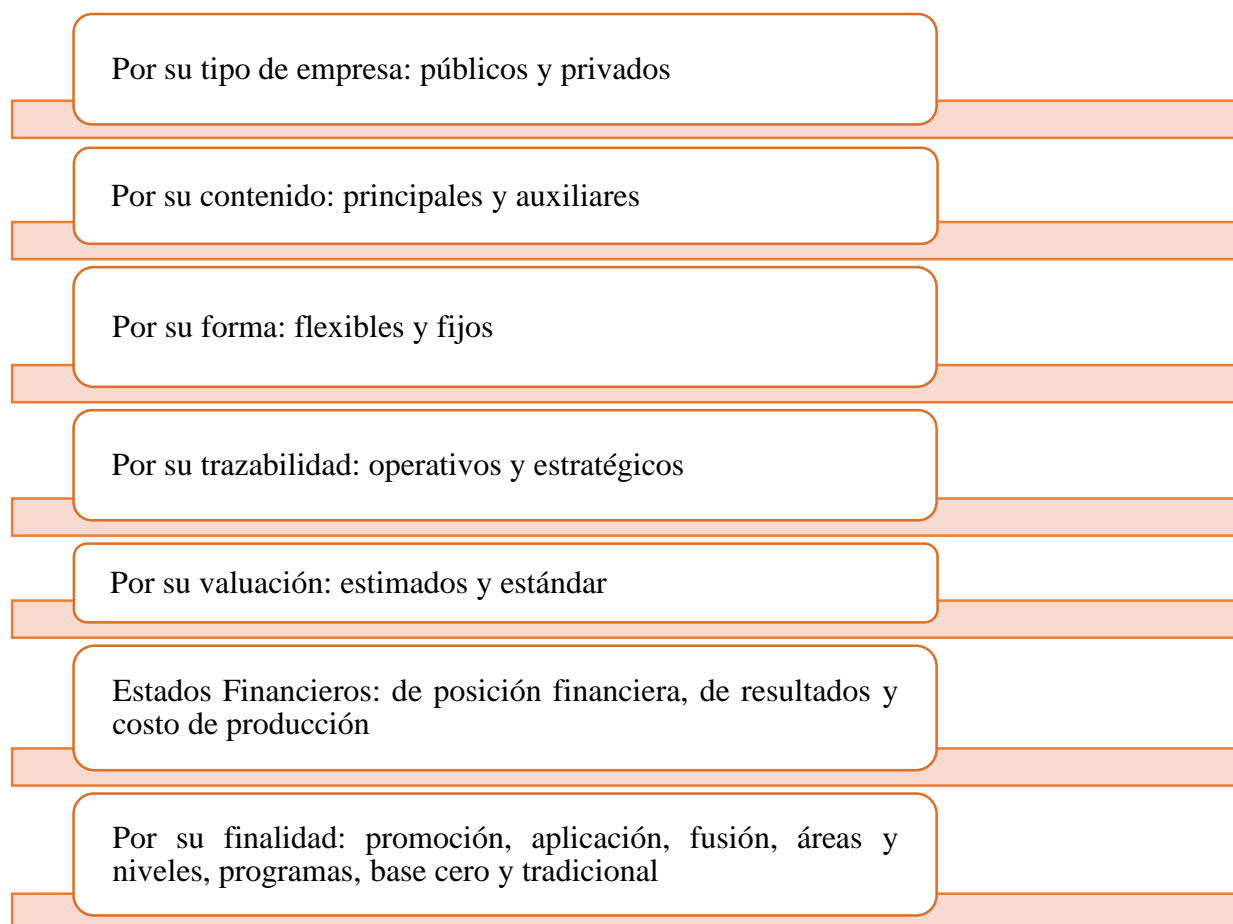 Por su tipo de empresa: públicos y privados
Por su contenido: principales y auxiliares
Por su forma: flexibles y fijos
Por su trazabilidad: operativos y estratégicos
Por su valuación: estimados y estándar
Estados Financieros: de posición financiera, de resultados y
costo de producción
Por su finalidad: promoción, aplicación, fusión, áreas y
niveles, programas, base cero y tradicional